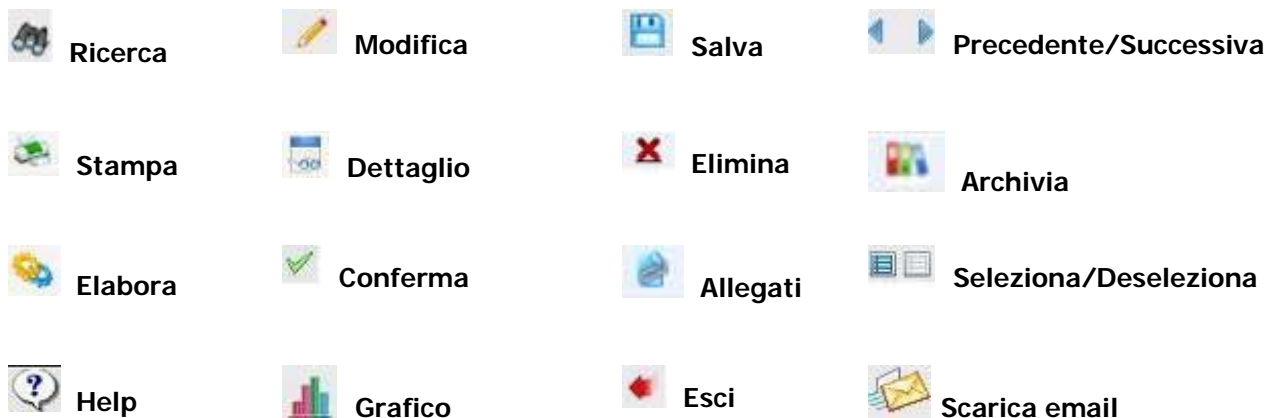 Ricerca Modifica Salva Precedente/Successiva
Stampa Dettaglio Elimina Archivia
Elabora Conferma Allegati Seleziona/Deseleziona
? Help Grafico Esci Scarica email